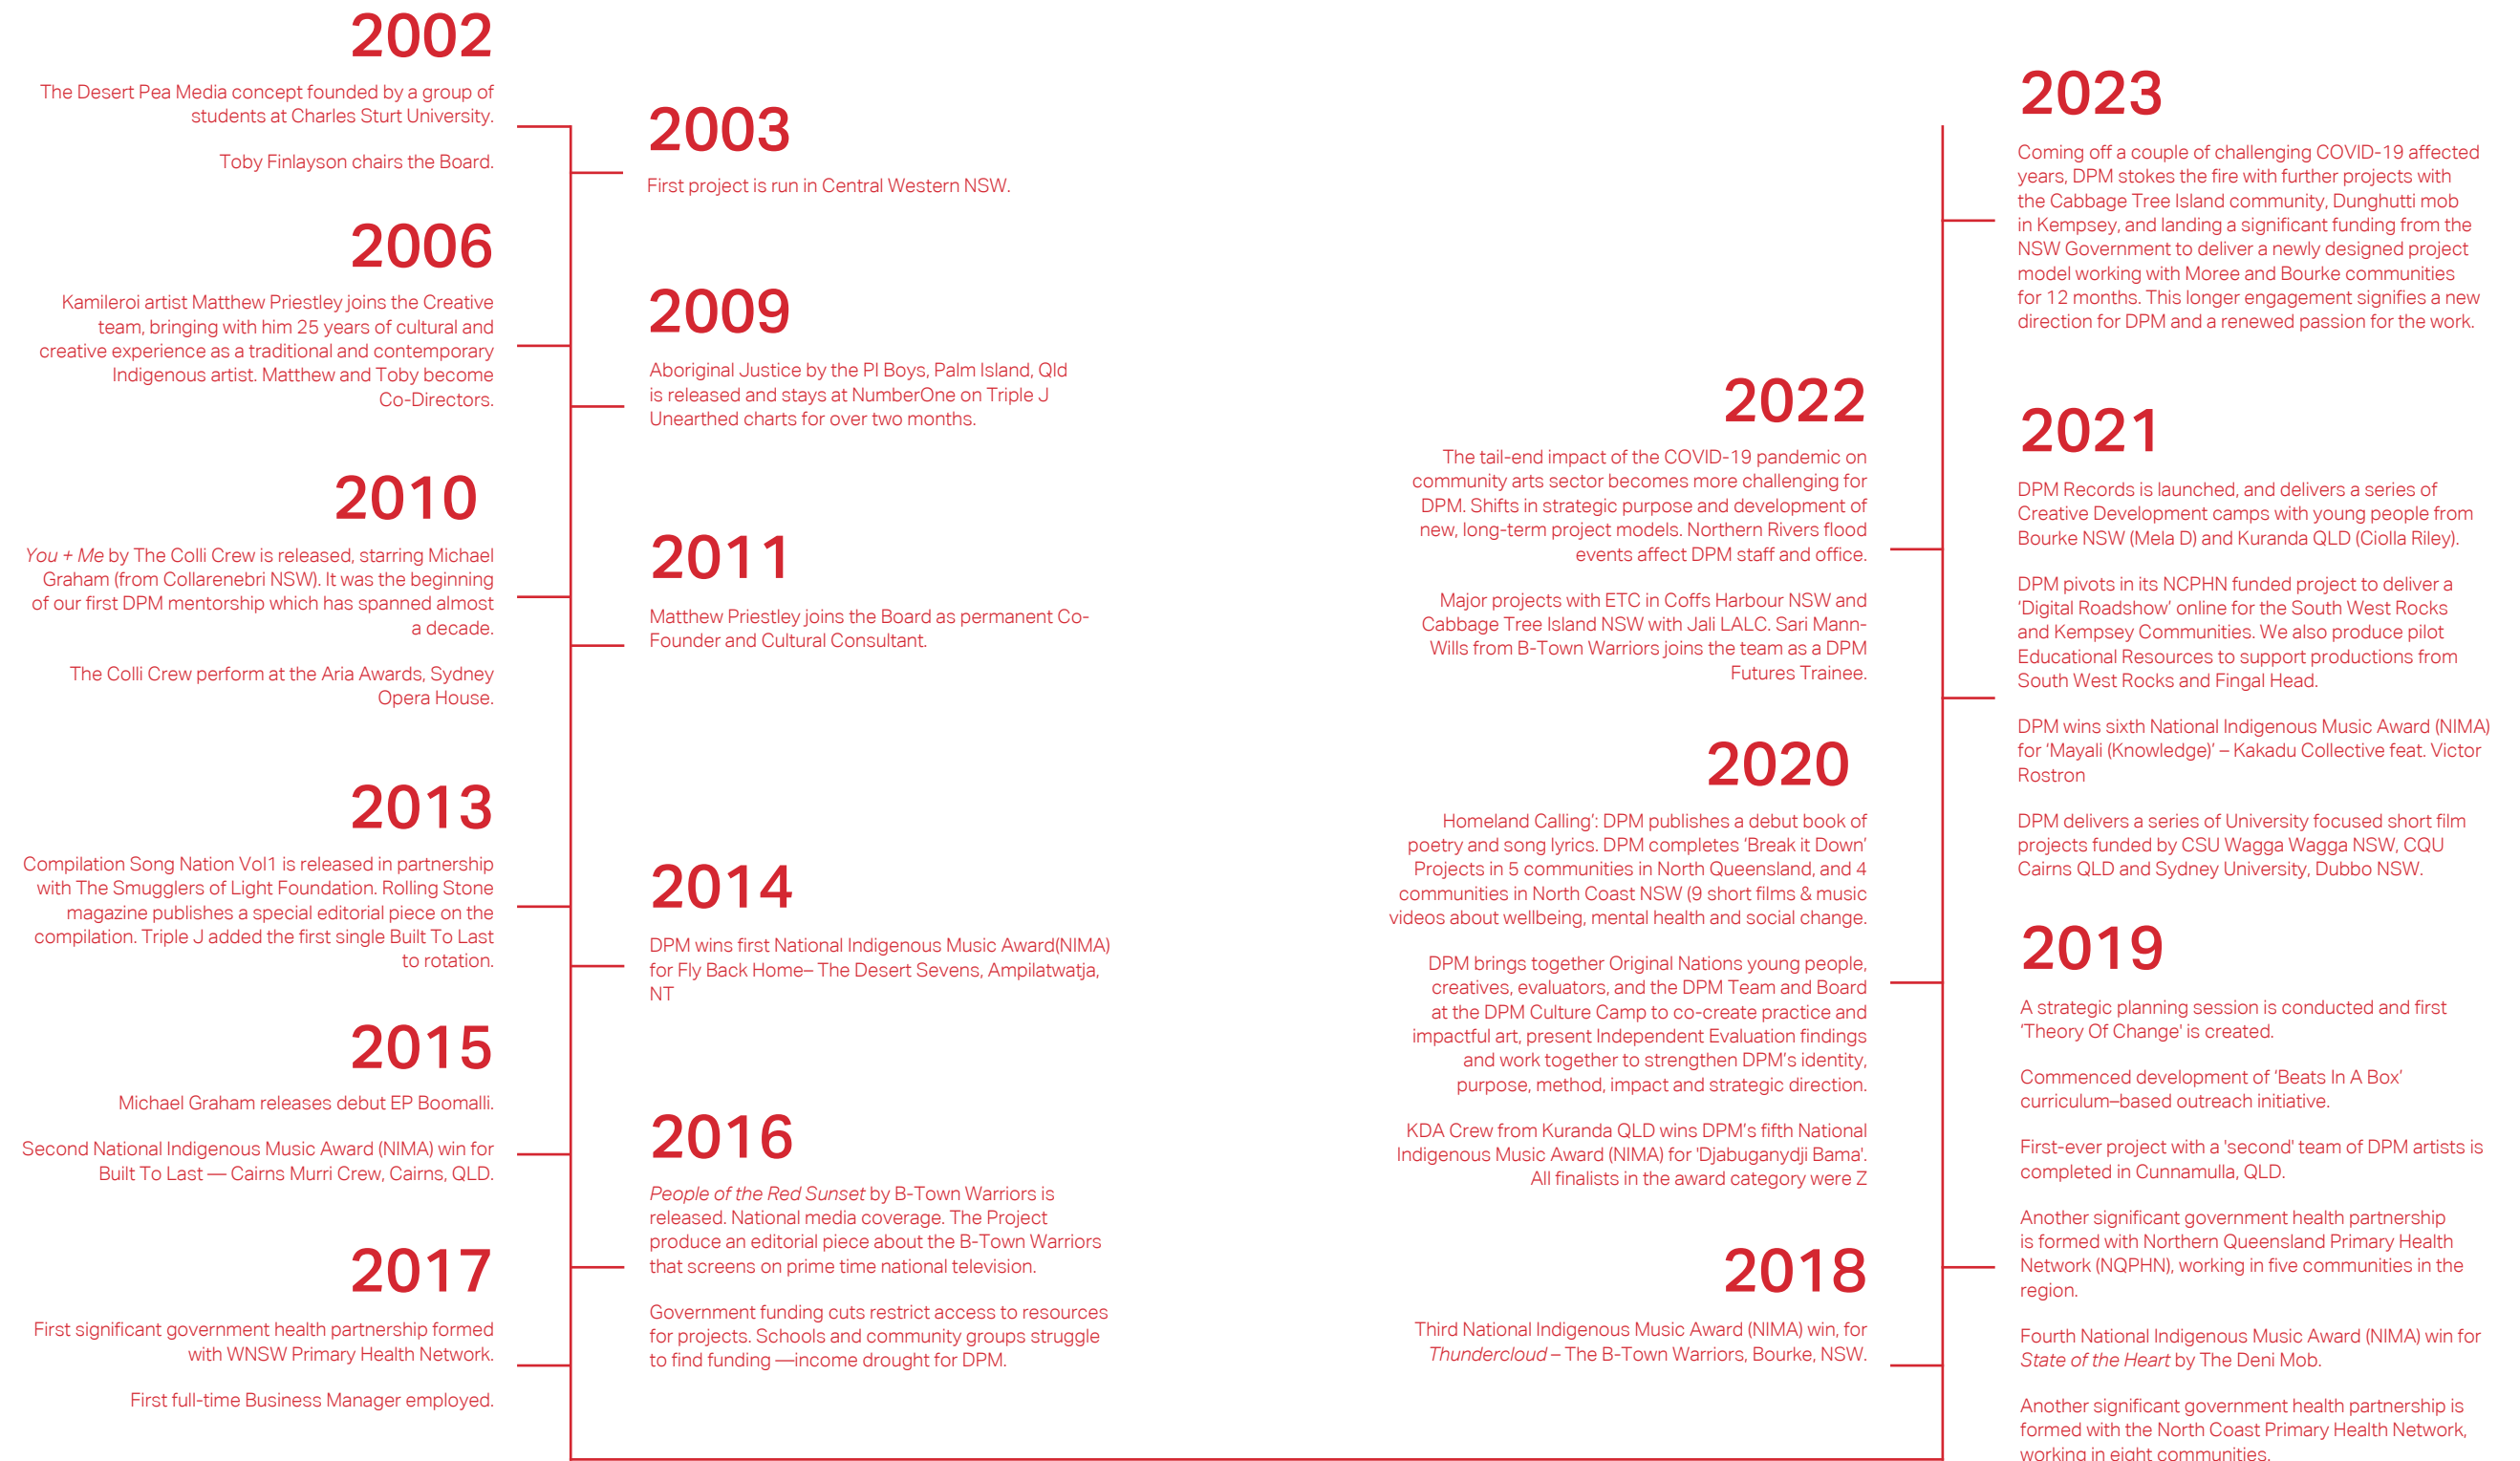 2002
The Desert Pea Media concept founded by a group of
students at Charles Sturt University.
Toby Finlayson chairs the Board.
2003
First project is run in Central Western NSW.
2006
Kamileroi artist Matthew Priestley joins the Creative
team, bringing with him 25 years of cultural and
creative experience as a traditional and contemporary
Indigenous artist. Matthew and Toby become
Co-Directors.
2009
Aboriginal Justice by the PI Boys, Palm Island, Qld
is released and stays at NumberOne on Triple J
Unearthed charts for over two months.
2010
You + Me by The Colli Crew is released, starring Michael
Graham (from Collarenebri NSW). It was the beginning
of our first DPM mentorship which has spanned almost
a decade.
The Colli Crew perform at the Aria Awards, Sydney
Opera House.
2011
Matthew Priestley joins the Board as permanent Co-
Founder and Cultural Consultant.
2013
Compilation Song Nation Vol1 is released in partnership
with The Smugglers of Light Foundation. Rolling Stone
magazine publishes a special editorial piece on the
compilation. Triple J added the first single Built To Last
to rotation.
2014
DPM wins first National Indigenous Music Award(NIMA)
for Fly Back Home– The Desert Sevens, Ampilatwatja,
NT
2015
Michael Graham releases debut EP Boomalli.
Second National Indigenous Music Award (NIMA) win for
Built To Last — Cairns Murri Crew, Cairns, QLD.
2016
People of the Red Sunset by B-Town Warriors is
released. National media coverage. The Project
produce an editorial piece about the B-Town Warriors
that screens on prime time national television.
Government funding cuts restrict access to resources
for projects. Schools and community groups struggle
to find funding —income drought for DPM.
2017
First significant government health partnership formed
with WNSW Primary Health Network.
First full-time Business Manager employed.
2018
Third National Indigenous Music Award (NIMA) win, for
Thundercloud – The B-Town Warriors, Bourke, NSW.
2019
A strategic planning session is conducted and first
‘Theory Of Change' is created.
Commenced development of ‘Beats In A Box’
curriculum–based outreach initiative.
First-ever project with a 'second' team of DPM artists is
completed in Cunnamulla, QLD.
Another significant government health partnership
is formed with Northern Queensland Primary Health
Network (NQPHN), working in five communities in the
region.
Fourth National Indigenous Music Award (NIMA) win for
State of the Heart by The Deni Mob.
Another significant government health partnership is
formed with the North Coast Primary Health Network,
working in eight communities.
2020
Homeland Calling’: DPM publishes a debut book of
poetry and song lyrics. DPM completes ‘Break it Down’
Projects in 5 communities in North Queensland, and 4
communities in North Coast NSW (9 short films & music
videos about wellbeing, mental health and social change.
DPM brings together Original Nations young people,
creatives, evaluators, and the DPM Team and Board
at the DPM Culture Camp to co-create practice and
impactful art, present Independent Evaluation findings
and work together to strengthen DPM’s identity,
purpose, method, impact and strategic direction.
KDA Crew from Kuranda QLD wins DPM’s fifth National
Indigenous Music Award (NIMA) for 'Djabuganydji Bama'.
All finalists in the award category were Z
2021
DPM Records is launched, and delivers a series of
Creative Development camps with young people from
Bourke NSW (Mela D) and Kuranda QLD (Ciolla Riley).
DPM pivots in its NCPHN funded project to deliver a
‘Digital Roadshow’ online for the South West Rocks
and Kempsey Communities. We also produce pilot
Educational Resources to support productions from
South West Rocks and Fingal Head.
DPM wins sixth National Indigenous Music Award (NIMA)
for ‘Mayali (Knowledge)’ – Kakadu Collective feat. Victor
Rostron
DPM delivers a series of University focused short film
projects funded by CSU Wagga Wagga NSW, CQU
Cairns QLD and Sydney University, Dubbo NSW.
2022
The tail-end impact of the COVID-19 pandemic on
community arts sector becomes more challenging for
DPM. Shifts in strategic purpose and development of
new, long-term project models. Northern Rivers flood
events affect DPM staff and office.
Major projects with ETC in Coffs Harbour NSW and
Cabbage Tree Island NSW with Jali LALC. Sari Mann-
Wills from B-Town Warriors joins the team as a DPM
Futures Trainee.
2023
Coming off a couple of challenging COVID-19 affected
years, DPM stokes the fire with further projects with
the Cabbage Tree Island community, Dunghutti mob
in Kempsey, and landing a significant funding from the
NSW Government to deliver a newly designed project
model working with Moree and Bourke communities
for 12 months. This longer engagement signifies a new
direction for DPM and a renewed passion for the work.